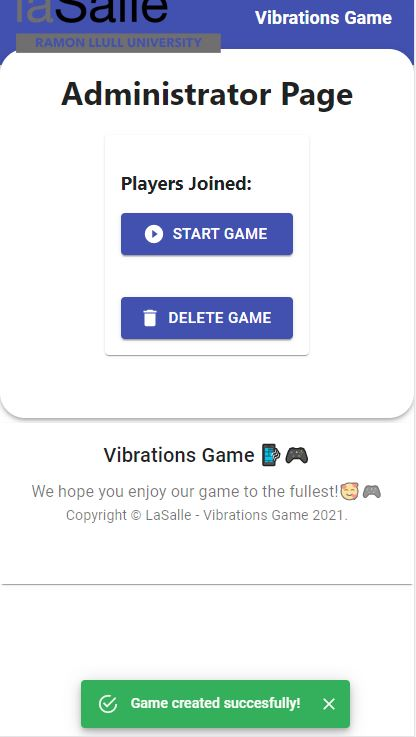 laSalle
Vibrations Game
RAMON LLULL UNIVERSITY
Administrator Page
Players Joined:
START GAME
DELETE GAME
Vibrations Game 📲🎮
We hope you enjoy our game to the fullest!🥰🎮
Copyright © LaSalle - Vibrations Game 2021.
Game created succesfully!